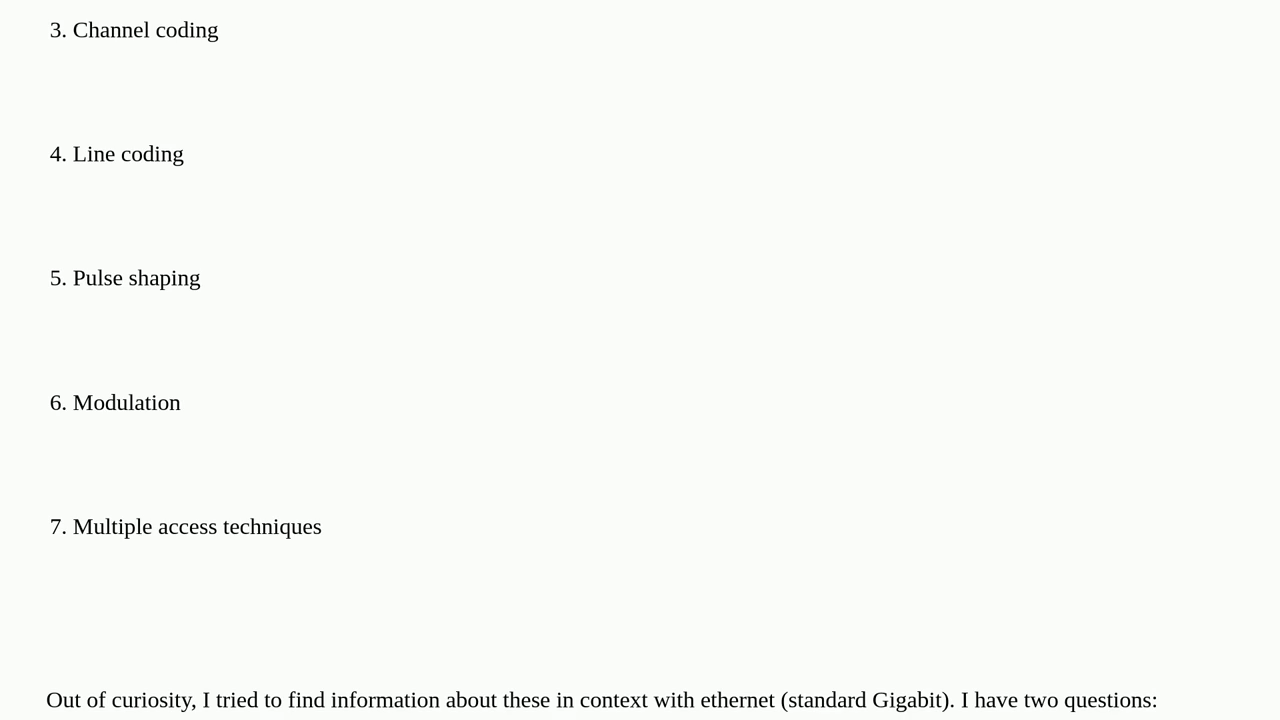 3. Channel coding
4. Line coding
5. Pulse shaping
6. Modulation
7. Multiple access techniques
Out of curiosity, I tried to find information about these in context with ethernet (standard Gigabit). I have two questions: